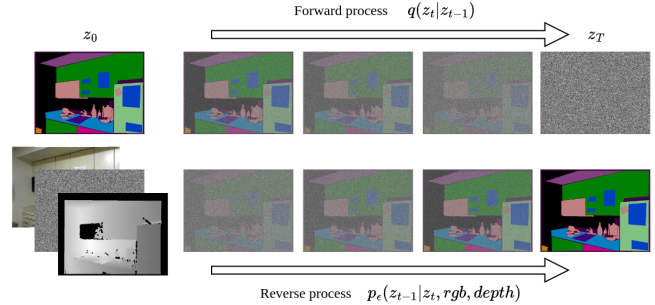 Forward process q(z_t|z_{t-1})
z_0
z_T
Reverse process p_ϵ(z_{t-1}|z_t, rgb, depth)